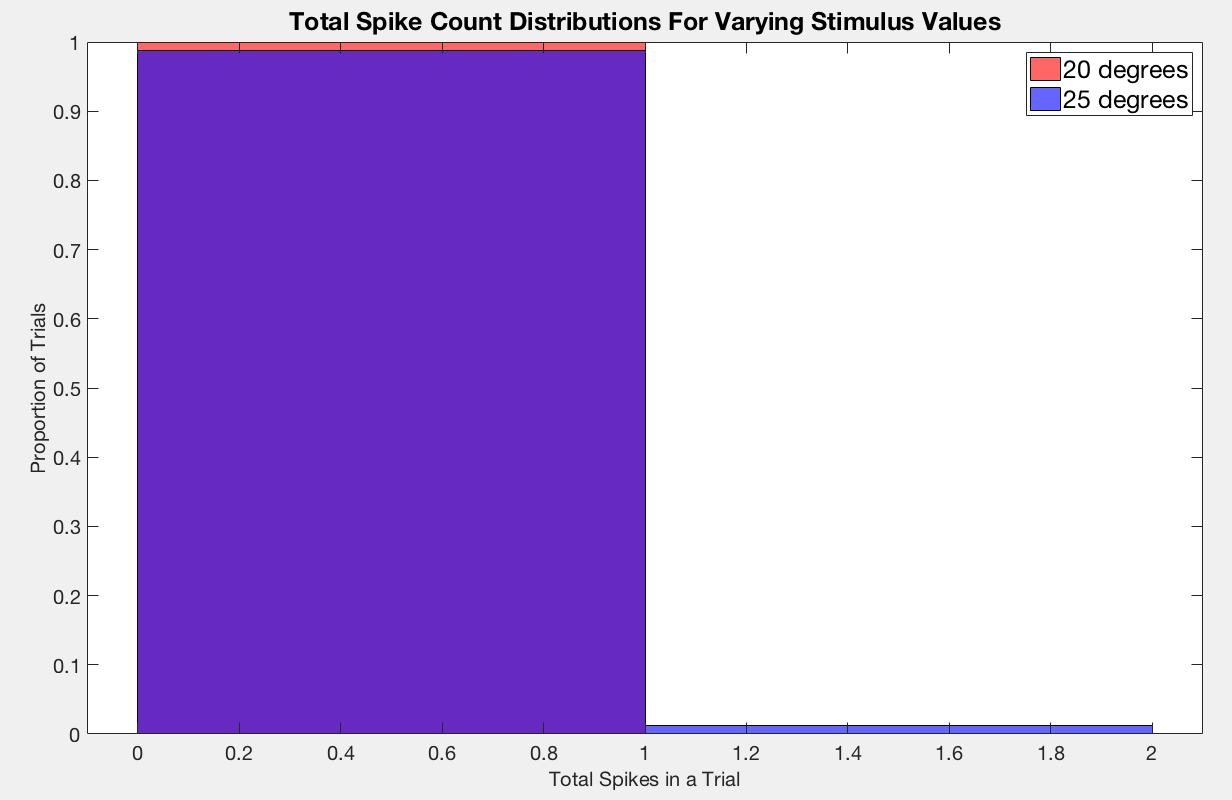 Total Spike Count Distributions For Varying Stimulus Values
20 degrees
25 degrees
Proportion of Trials
1
0.9
0.8
0.7
0.6
0.5
0.4
0.3
0.2
0.1
0
0 0.2 0.4 0.6 0.8 1 1.2 1.4 1.6 1.8 2
Total Spikes in a Trial